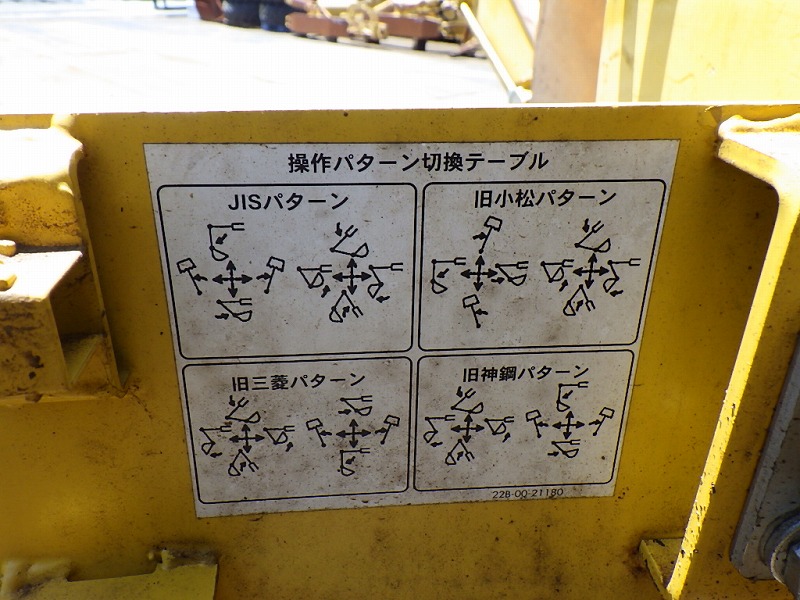 操作パターン切換テーブル
JISパターン
旧小松パターン
旧三菱パターン
旧神鋼パターン
22B-00-21180